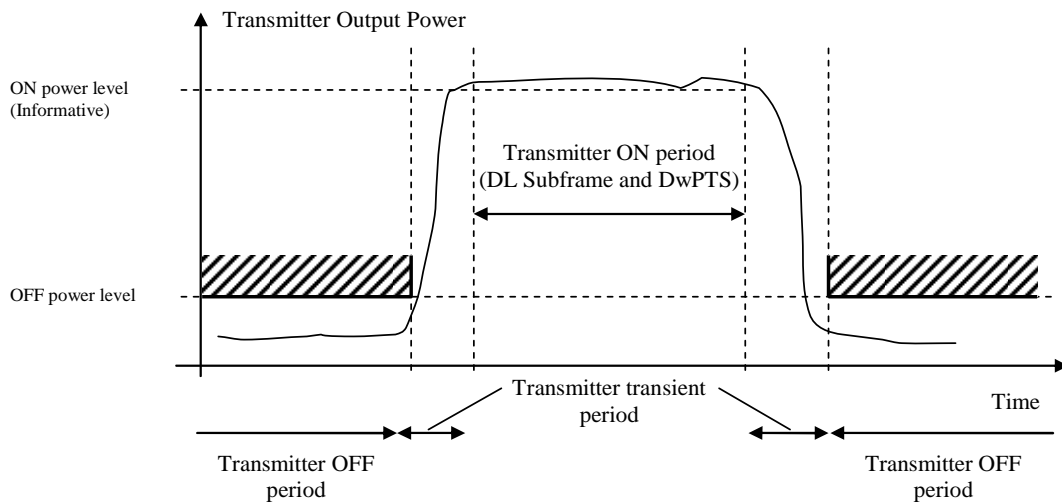 Transmitter Output Power
ON power level
(Informative)
Transmitter ON period
(DL Subframe and DwPTS)
OFF power level
Transmitter transient
period
Time
Transmitter OFF
period
Transmitter OFF
period